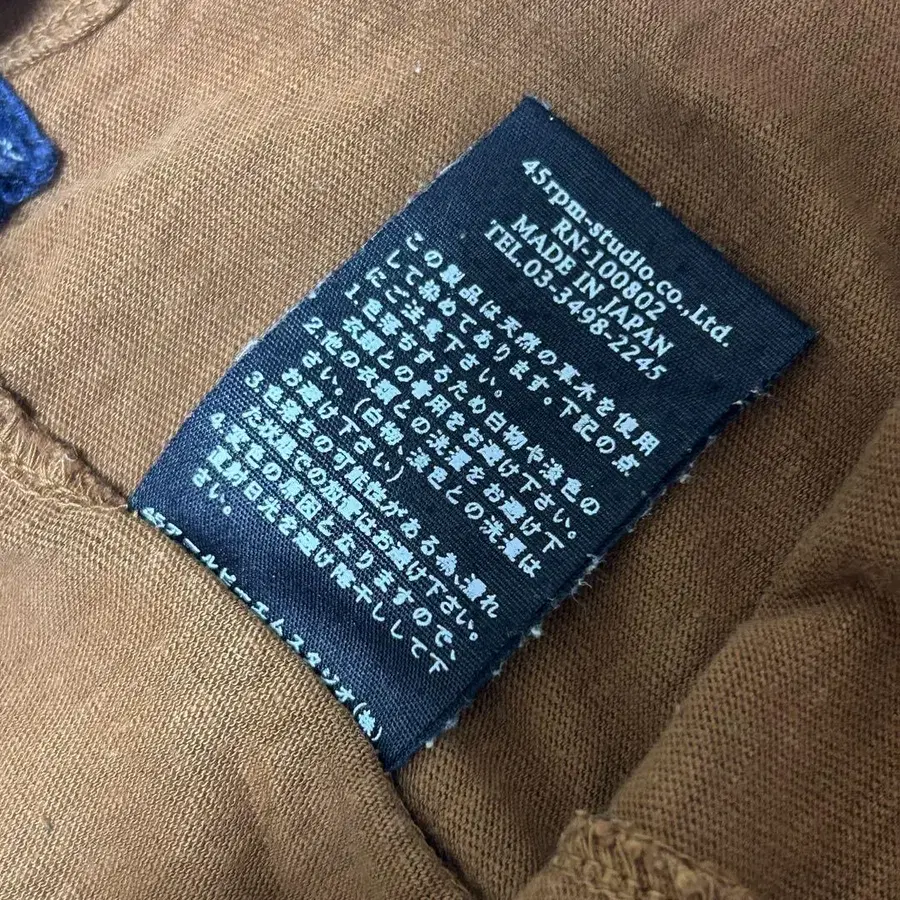 45rpm-studio.co.,Ltd.
RN-100802
MADE IN JAPAN
TEL.03-3498-2245
この製品は天然の草木を使用
して染めてあります。下記の点
にご注意下さい。
1.色落ちするため白物や淡色の
衣類との着用をお避け下さい。
2.他の衣類との洗濯をお避け下
さい。(白物、淡色との洗濯は
お避け下さい)
3.色落ちの可能性がある為、濡れ
た状態での放置はお避け下さい。
4.変色の原因と広りますので、
直射日光を避け陰干しして下
さい。
45アールピーエムスタジオ(株)